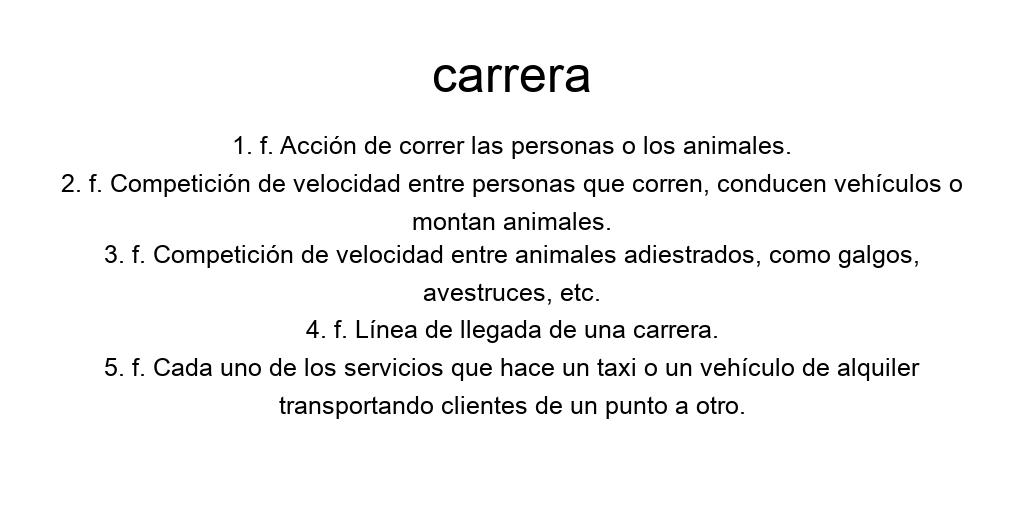 carrera
1. f. Acción de correr las personas o los animales.
2. f. Competición de velocidad entre personas que corren, conducen vehículos o
montan animales.
3. f. Competición de velocidad entre animales adiestrados, como galgos,
avestruces, etc.
4. f. Línea de llegada de una carrera.
5. f. Cada uno de los servicios que hace un taxi o un vehículo de alquiler
transportando clientes de un punto a otro.